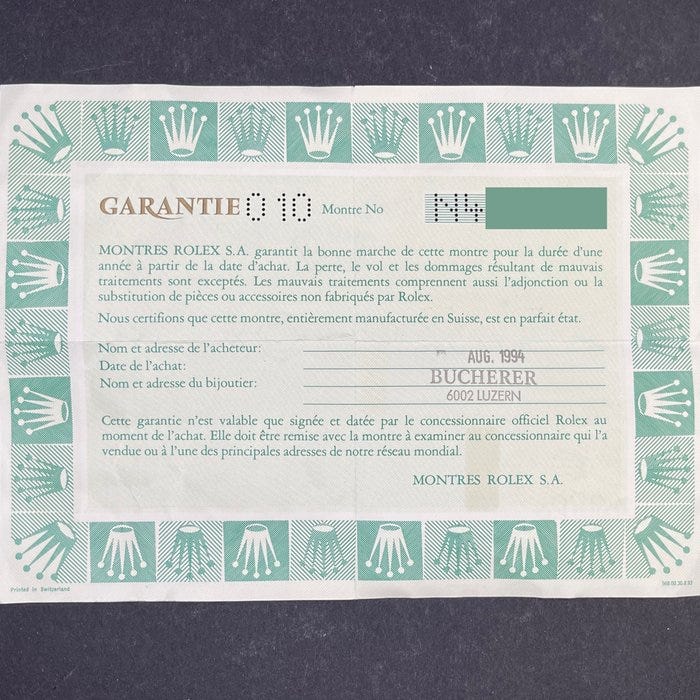 GARANTIE 010 Montre No N4
MONTRES ROLEX S.A. garantit la bonne marche de cette montre pour la durée d'une
année à partir de la date d'achat. La perte, le vol et les dommages résultant de mauvais
traitements sont exceptés. Les mauvais traitements comprennent aussi l'adjonction ou la
substitution de pièces ou accessoires non fabriqués par Rolex.
Nous certifions que cette montre, entièrement manufacturée en Suisse, est en parfait état.
Nom et adresse de l'acheteur:
AUG. 1994
Date de l'achat:
BUCHERER
Nom et adresse du bijoutier:
6002 LUZERN
Cette garantie n'est valable que signée et datée par le concessionnaire officiel Rolex au
moment de l'achat. Elle doit être remise avec la montre à examiner au concessionnaire qui l'a
vendue ou à l'une des principales adresses de notre réseau mondial.
MONTRES ROLEX S.A.
Printed in Switzerland